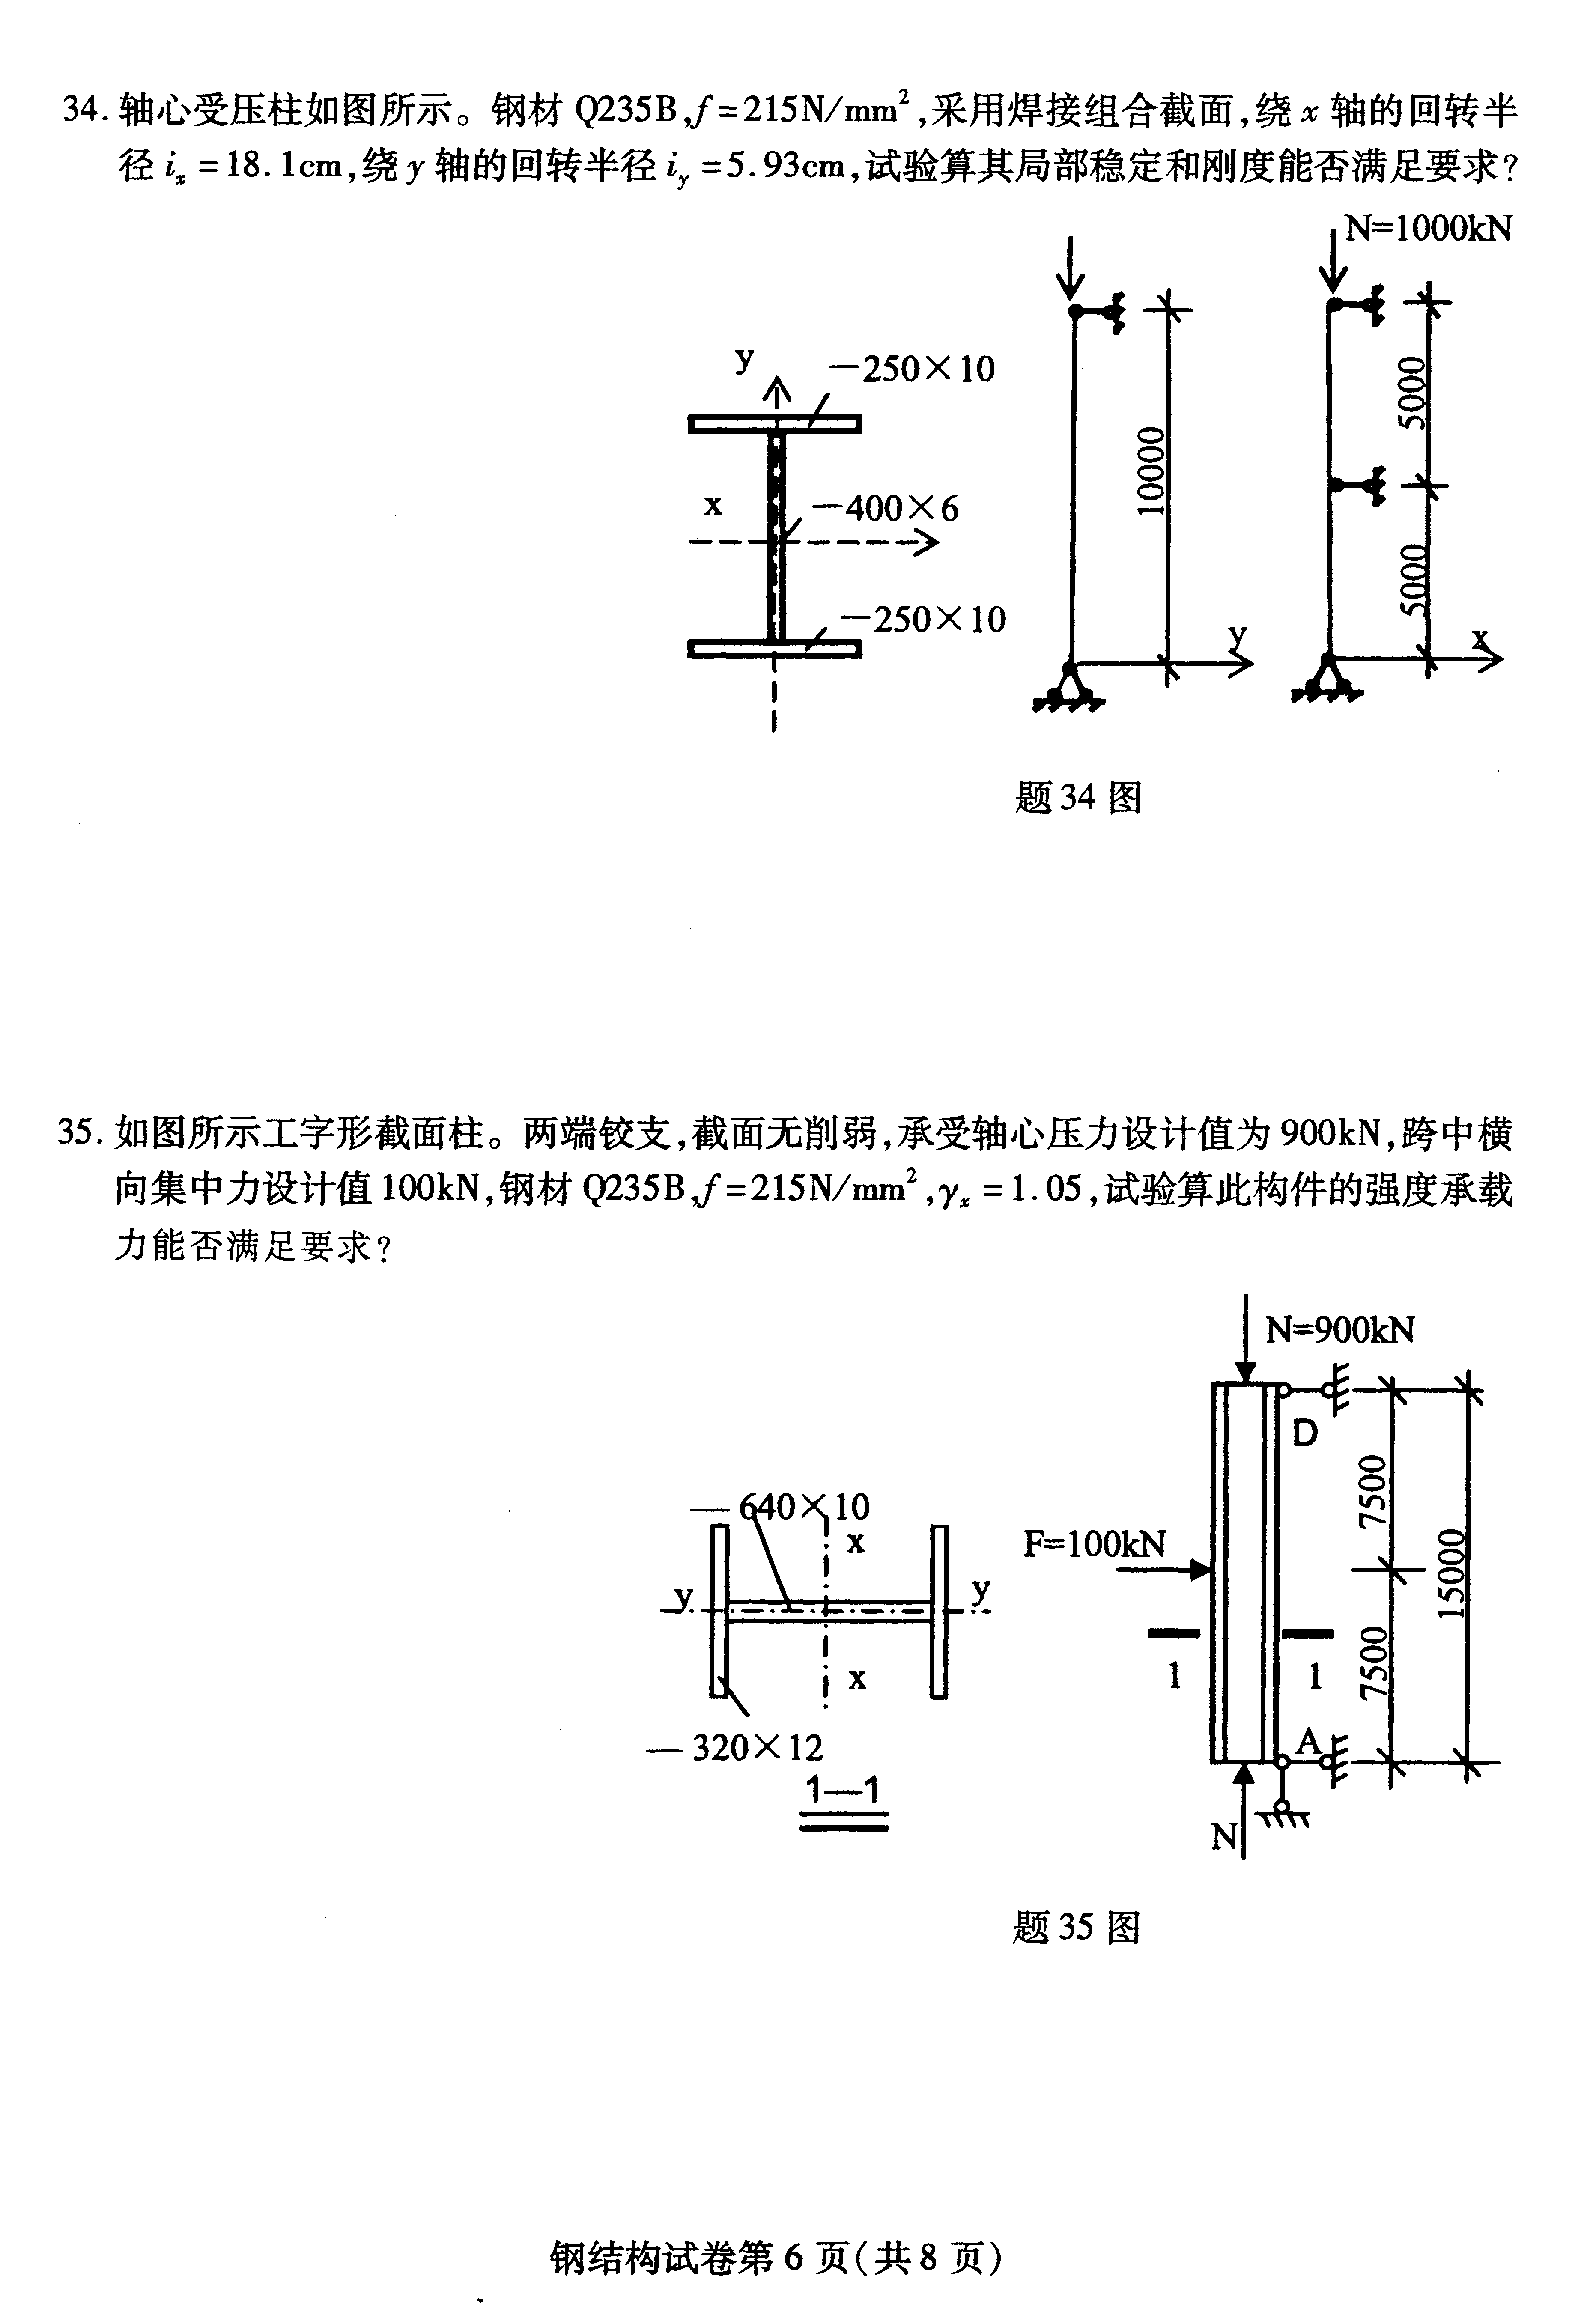 34. 轴心受压柱如图所示。钢材 Q235B,f=215N/mm²,采用焊接组合截面,绕 x 轴的回转半
径 iₓ =18.1cm,绕 y 轴的回转半径 i_y =5.93cm,试验算其局部稳定和刚度能否满足要求?
N=1000kN
y
—250×10
x
—400×6
—250×10
10000
y
5000
5000
x
题34 图
35. 如图所示工字形截面柱。两端铰支,截面无削弱,承受轴心压力设计值为 900kN,跨中横
向集中力设计值 100kN,钢材 Q235B,f=215N/mm²,γₓ =1.05,试验算此构件的强度承载
力能否满足要求?
N=900kN
D
— 640×10
x
F=100kN
7500
15000
y
y
x
1
1
7500
— 320×12
A
1—1
N
题35 图
钢结构试卷第 6 页(共 8 页)